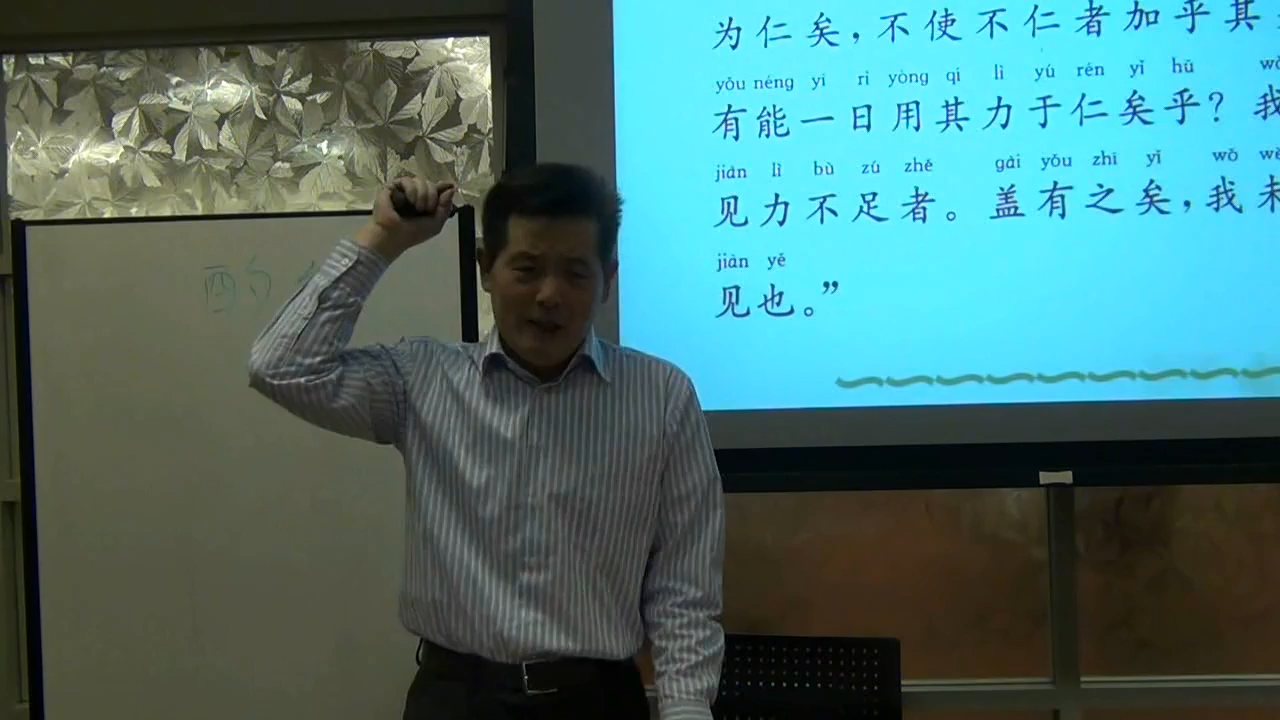 为仁矣，不使不仁者加乎其
yǒu néng yí rì yòng qí lì yú rén yǐ hū
有能一日用其力于仁矣乎？我
jiàn lì bù zú zhě gài yǒu zhī yǐ wǒ
见力不足者。盖有之矣，我未
jiàn yě
见也。”